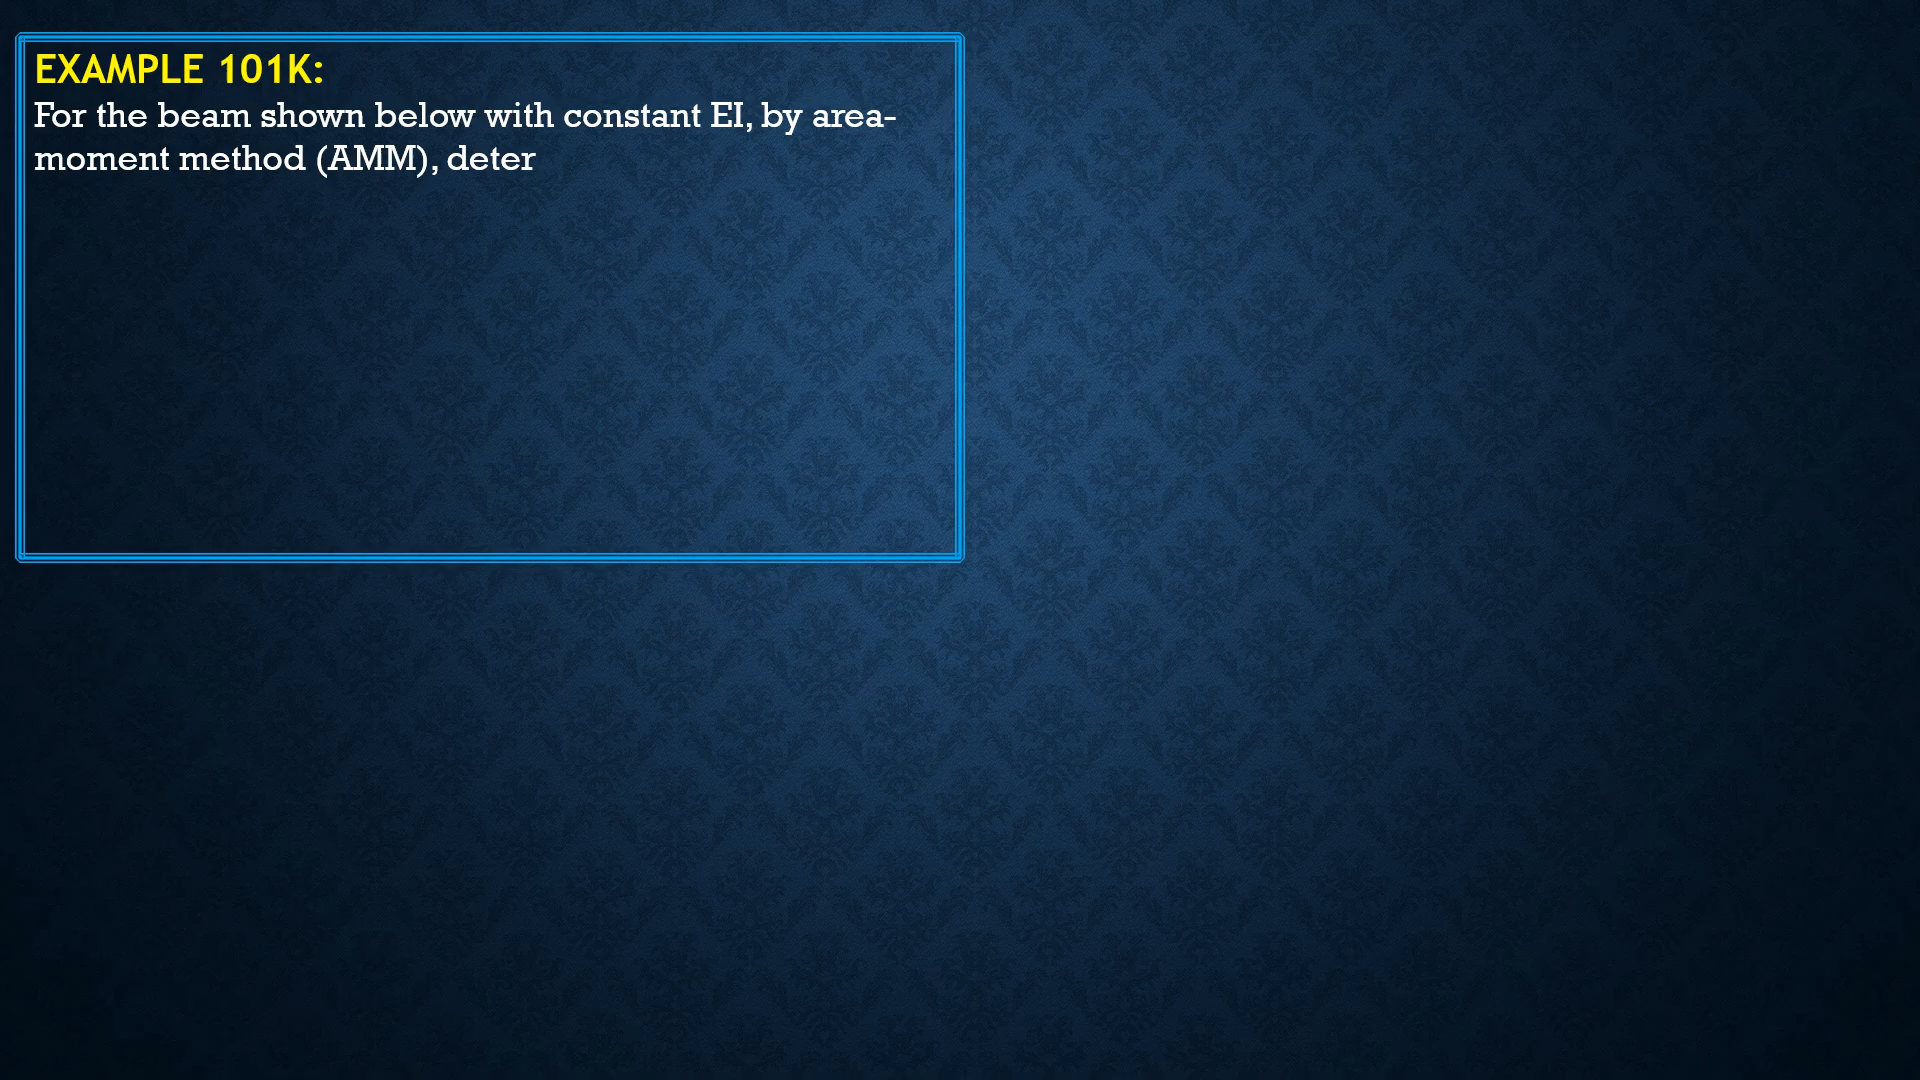 EXAMPLE 101K:
For the beam shown below with constant EI, by area-
moment method (AMM), deter